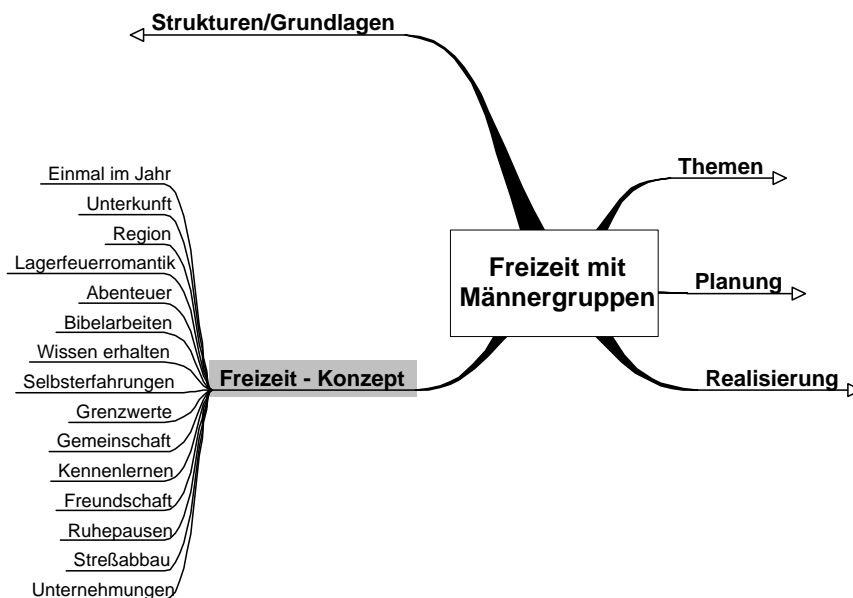 Strukturen/Grundlagen
Themen
Freizeit mit
Männergruppen
Planung
Realisierung
Freizeit - Konzept
Einmal im Jahr
Unterkunft
Region
Lagerfeuerromantik
Abenteuer
Bibelarbeiten
Wissen erhalten
Selbsterfahrungen
Grenzwerte
Gemeinschaft
Kennenlernen
Freundschaft
Ruhepausen
Streßabbau
Unternehmungen